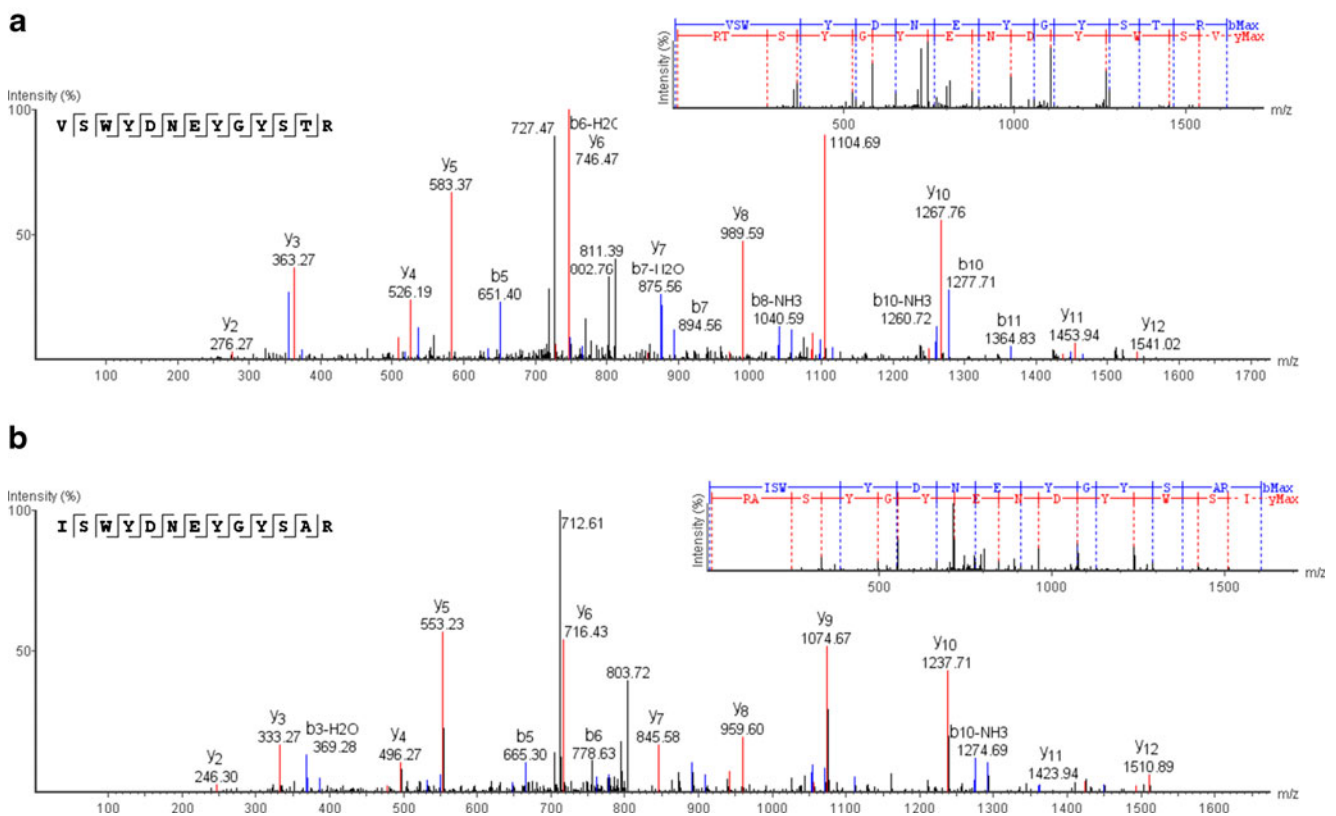 a
VSW Y D N E Y G Y S T R bMax
RT S Y G Y E N D Y W S V yMax
Intensity (%)
500 1000 1500 m/z
Intensity (%)
100
50
V S W Y D N E Y G Y S T R
y2
276.27
y3
363.27
y4
526.19
y5
583.37
b5
651.40
727.47
b6-H2O
y6
746.47
811.39
802.76
y7
b7-H2O
875.56
b7
894.56
y8
989.59
b8-NH3
1040.59
1104.69
b10-NH3
1260.72
y10
1267.76
b10
1277.71
b11
1364.83
y11
1453.94
y12
1541.02
100 200 300 400 500 600 700 800 900 1000 1100 1200 1300 1400 1500 1600 1700
m/z
b
ISW Y D N E Y G Y S AR bMax
RA S Y G Y E N D Y W S I yMax
Intensity (%)
500 1000 1500 m/z
Intensity (%)
100
50
I S W Y D N E Y G Y S A R
y2
246.30
y3
333.27
b3-H2O
369.28
y4
496.27
y5
553.23
b5
665.30
712.61
y6
716.43
b6
778.63
803.72
y7
845.58
y8
959.60
y9
1074.67
y10
1237.71
b10-NH3
1274.69
y11
1423.94
y12
1510.89
100 200 300 400 500 600 700 800 900 1000 1100 1200 1300 1400 1500 1600
m/z